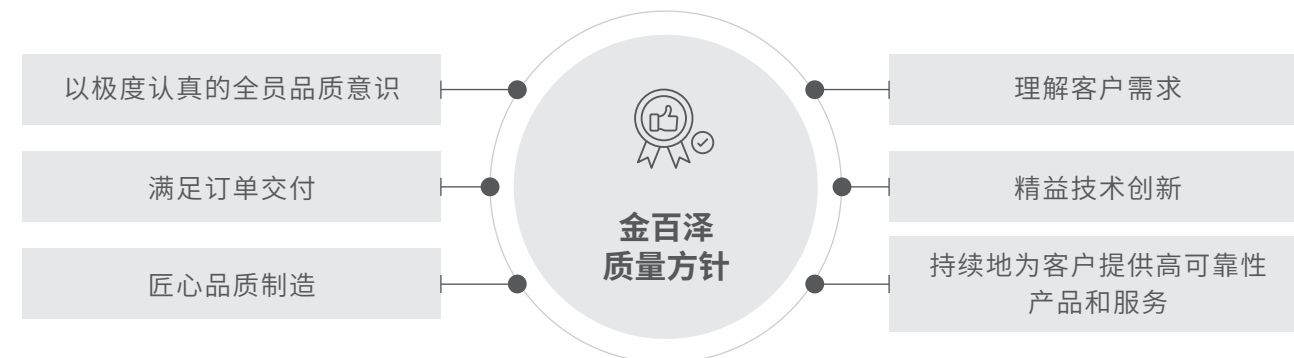 以极度认真的全员品质意识
满足订单交付
匠心品质制造
金百泽
质量方针
理解客户需求
精益技术创新
持续地为客户提供高可靠性
产品和服务